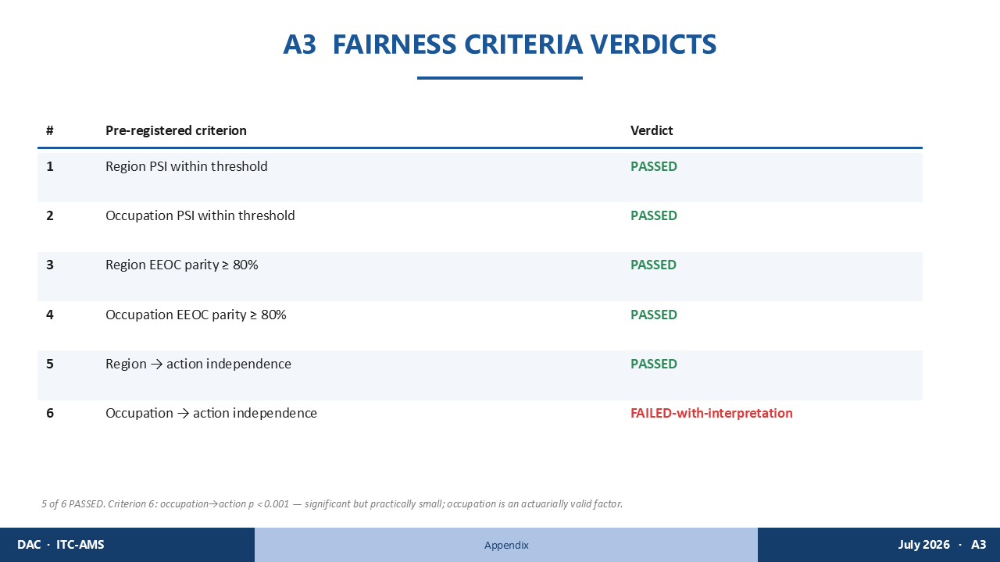 A3 FAIRNESS CRITERIA VERDICTS
# Pre-registered criterion Verdict
1 Region PSI within threshold PASSED
2 Occupation PSI within threshold PASSED
3 Region EEOC parity ≥ 80% PASSED
4 Occupation EEOC parity ≥ 80% PASSED
5 Region → action independence PASSED
6 Occupation → action independence FAILED-with-interpretation
5 of 6 PASSED. Criterion 6: occupation→action p < 0.001 — significant but practically small; occupation is an actuarially valid factor.
DAC · ITC-AMS Appendix July 2026 · A3